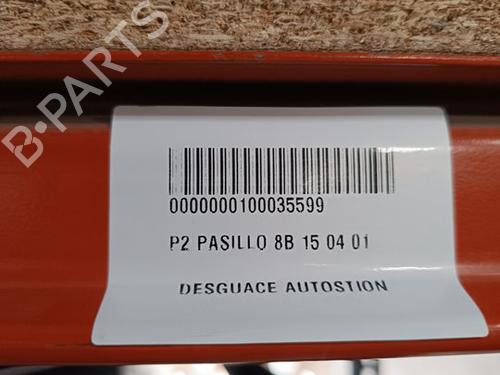 B-PARTS
0000000100035599
P2 PASILLO 8B 15 04 01
DESGUACE AUTOSTION